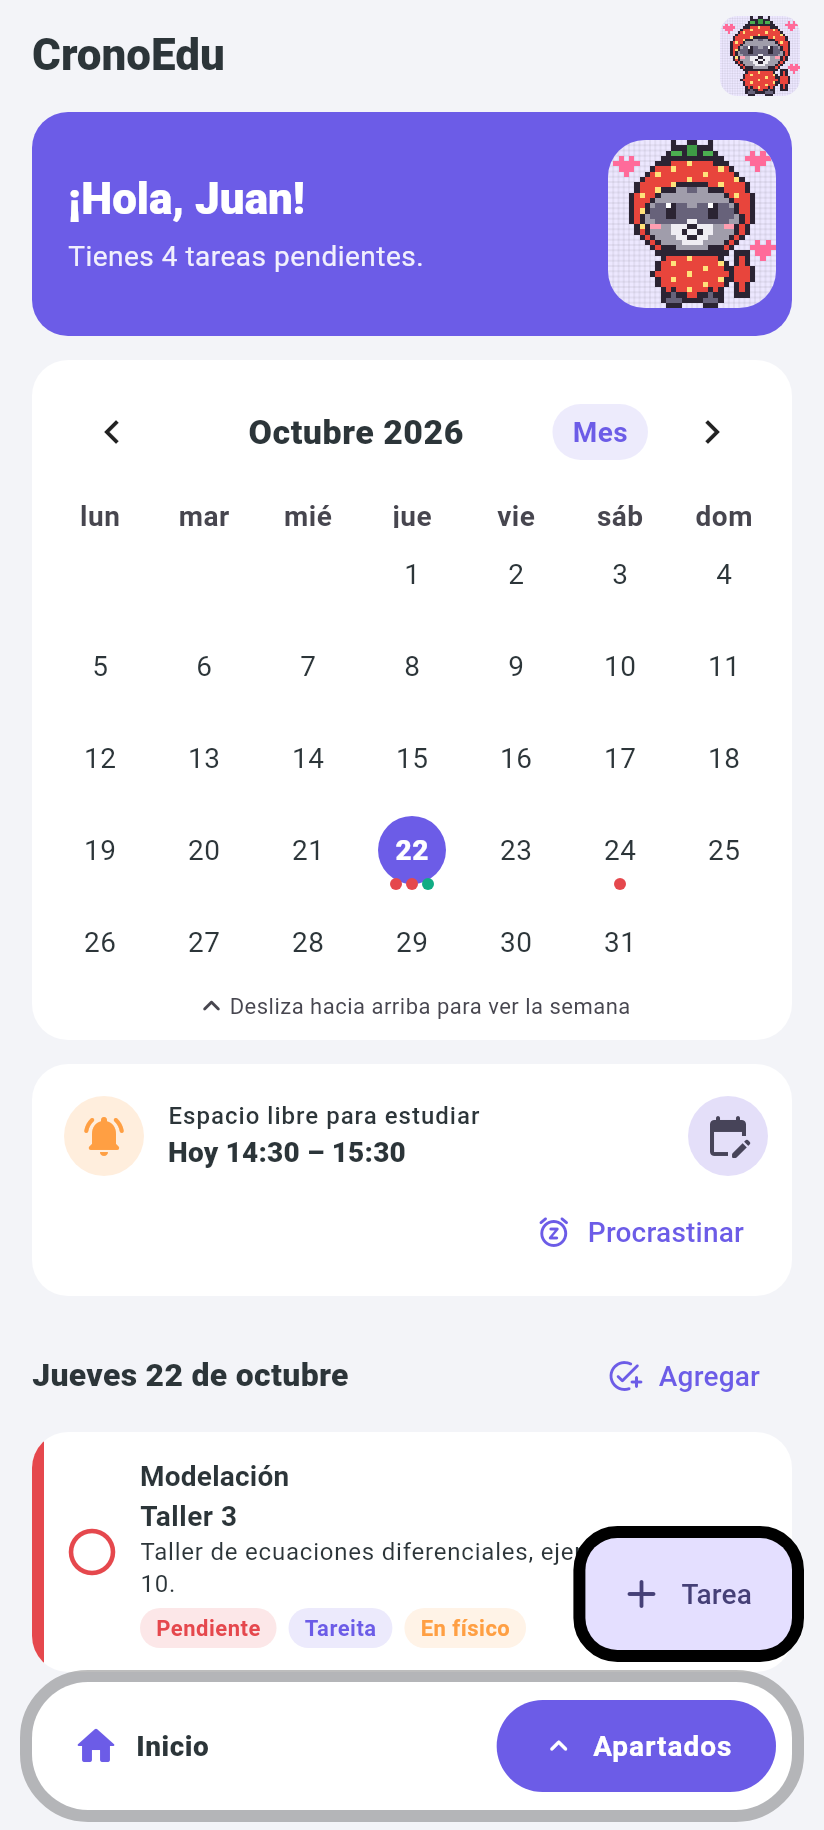 CronoEdu
¡Hola, Juan!
Tienes 4 tareas pendientes.
Octubre 2026
Mes
lun mar mié jue vie sáb dom
1 2 3 4
5 6 7 8 9 10 11
12 13 14 15 16 17 18
19 20 21 22 23 24 25
26 27 28 29 30 31
Desliza hacia arriba para ver la semana
Espacio libre para estudiar
Hoy 14:30 – 15:30
Procrastinar
Jueves 22 de octubre
Agregar
Modelación
Taller 3
Taller de ecuaciones diferenciales,
10.
Pendiente Tareita En físico
Tarea
Inicio
Apartados